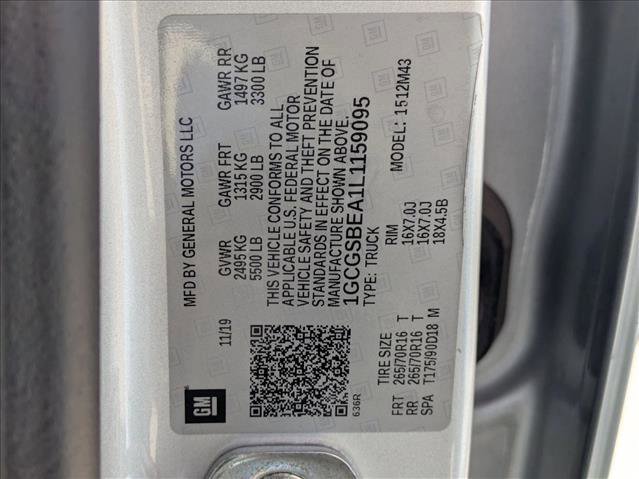 MFD BY GENERAL MOTORS LLC
11/19
GVWR GAWR FRT GAWR RR
2495 KG 1315 KG 1497 KG
5500 LB 2900 LB 3300 LB
THIS VEHICLE CONFORMS TO ALL
APPLICABLE U.S. FEDERAL MOTOR
VEHICLE SAFETY AND THEFT PREVENTION
STANDARDS IN EFFECT ON THE DATE OF
MANUFACTURE SHOWN ABOVE.
1GCGSBEA1L1159095
TYPE: TRUCK MODEL: 1512M43
GM
636R
TIRE SIZE RIM
FRT 265/70R16 T 16X7.0J
RR 265/70R16 T 16X7.0J
SPA T175/90D18 M 18X4.5B